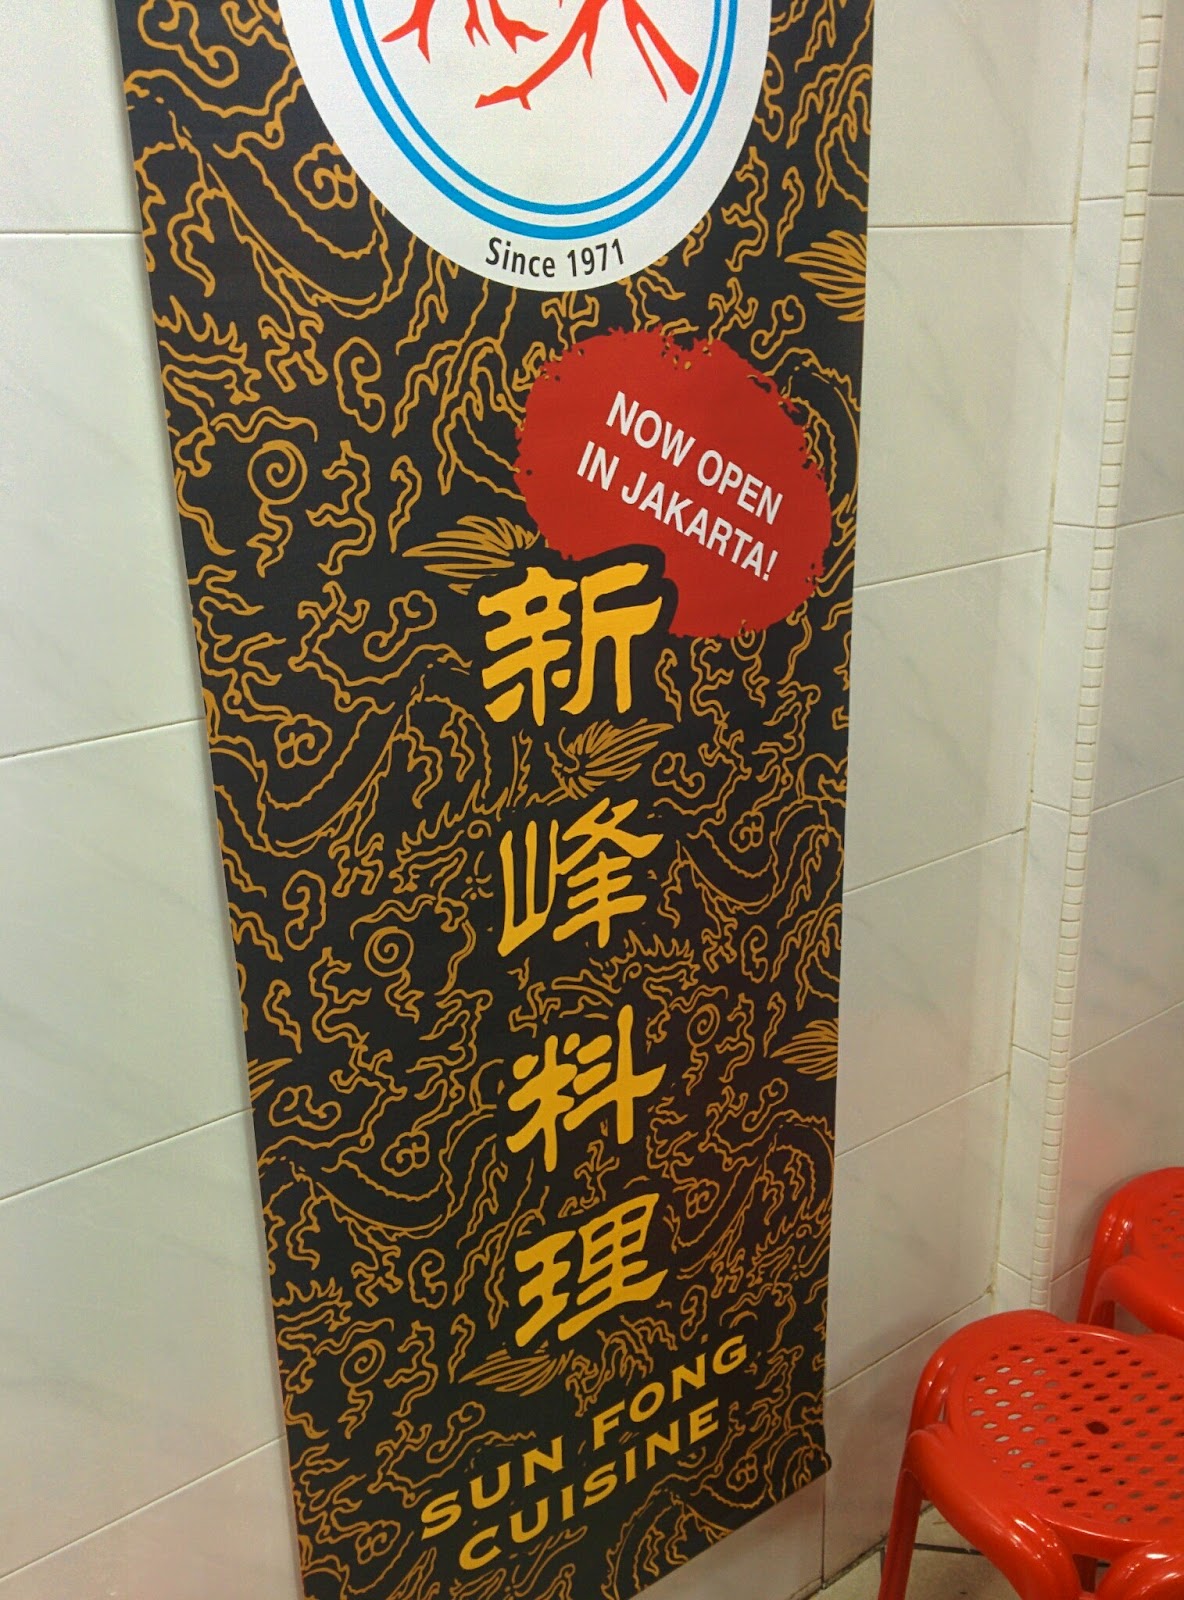 Since 1971
NOW OPEN
IN JAKARTA!
新峰料理
SUN FONG
CUISINE